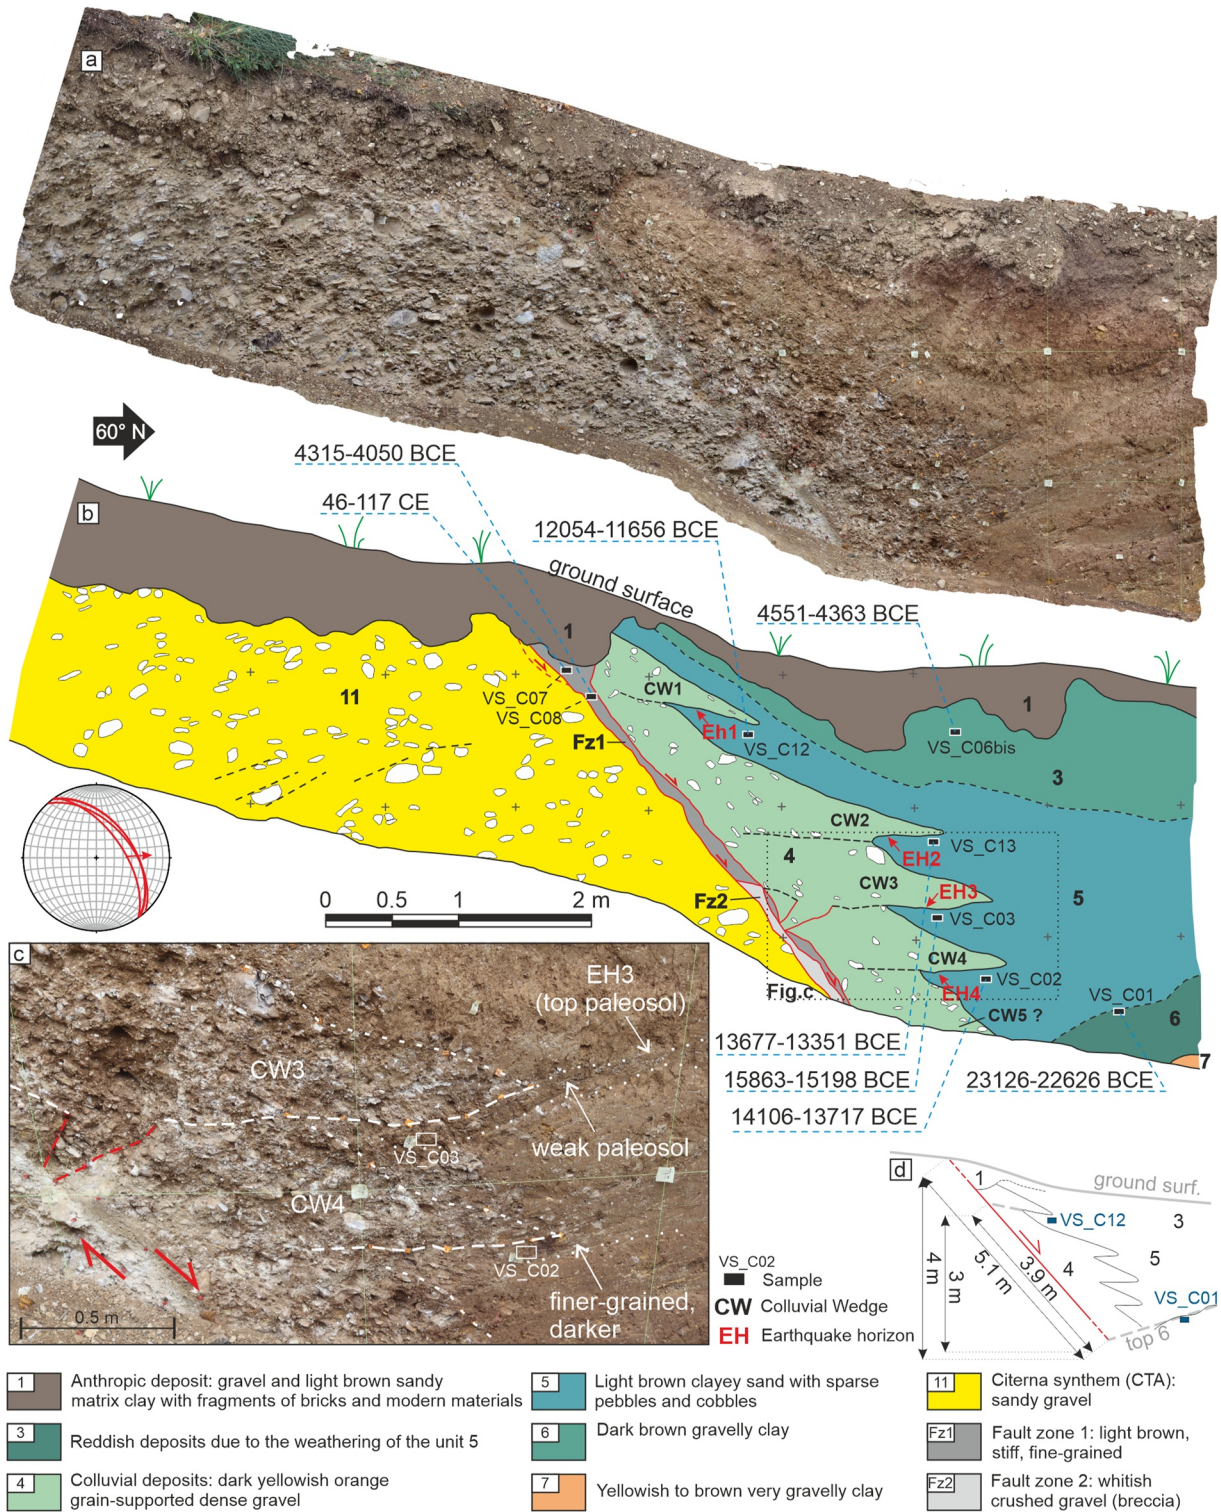 a
60° N
4315-4050 BCE
46-117 CE
12054-11656 BCE
4551-4363 BCE
b
ground surface
1
11
VS_C07
VS_C08
Fz1
CW1
Eh1
VS_C12
VS_C06bis
1
3
CW2
EH2
VS_C13
4
CW3
EH3
VS_C03
5
Fz2
CW4
EH4
VS_C02
VS_C01
6
7
CW5 ?
Fig.c
0 0.5 1 2 m
13677-13351 BCE
15863-15198 BCE
14106-13717 BCE
23126-22626 BCE
c
EH3
(top paleosol)
CW3
weak paleosol
VS_C03
CW4
VS_C02
finer-grained,
darker
0.5 m
d
ground surf.
1
VS_C12
3
4 m
3 m
5.1 m
3.9 m
4
5
VS_C01
top 6
VS_C02
Sample
CW Colluvial Wedge
EH Earthquake horizon
1 Anthropic deposit: gravel and light brown sandy
matrix clay with fragments of bricks and modern materials
3 Reddish deposits due to the weathering of the unit 5
4 Colluvial deposits: dark yellowish orange
grain-supported dense gravel
5 Light brown clayey sand with sparse
pebbles and cobbles
6 Dark brown gravelly clay
7 Yellowish to brown very gravelly clay
11 Citerna synthem (CTA):
sandy gravel
Fz1 Fault zone 1: light brown,
stiff, fine-grained
Fz2 Fault zone 2: whitish
crushed gravel (breccia)